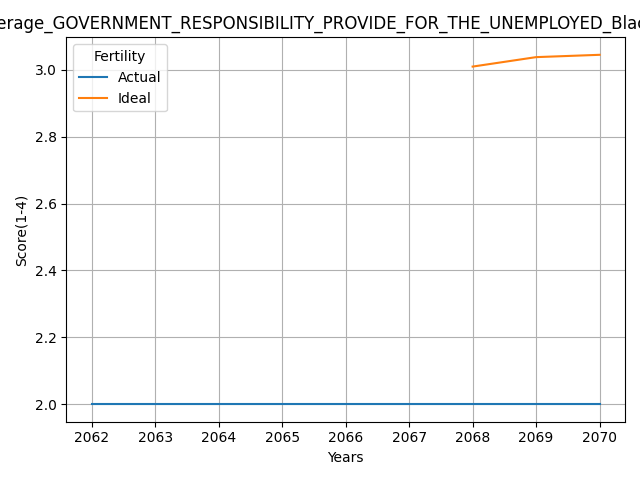 erage_GOVERNMENT_RESPONSIBILITY_PROVIDE_FOR_THE_UNEMPLOYED_Bla
Fertility
Actual
Ideal
3.0
2.8
2.6
2.4
2.2
2.0
Score(1-4)
2062 2063 2064 2065 2066 2067 2068 2069 2070
Years